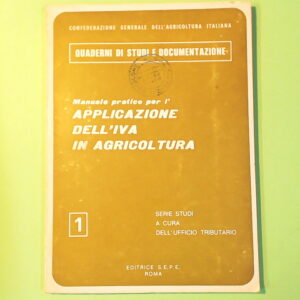 CONFEDERAZIONE GENERALE DELL'AGRICOLTURA ITALIANA
QUADERNI DI STUDI E DOCUMENTAZIONE
Manuale pratico per l'
APPLICAZIONE
DELL'IVA
IN AGRICOLTURA
1
SERIE STUDI
A CURA
DELL'UFFICIO TRIBUTARIO
EDITRICE S.E.P.E.
ROMA